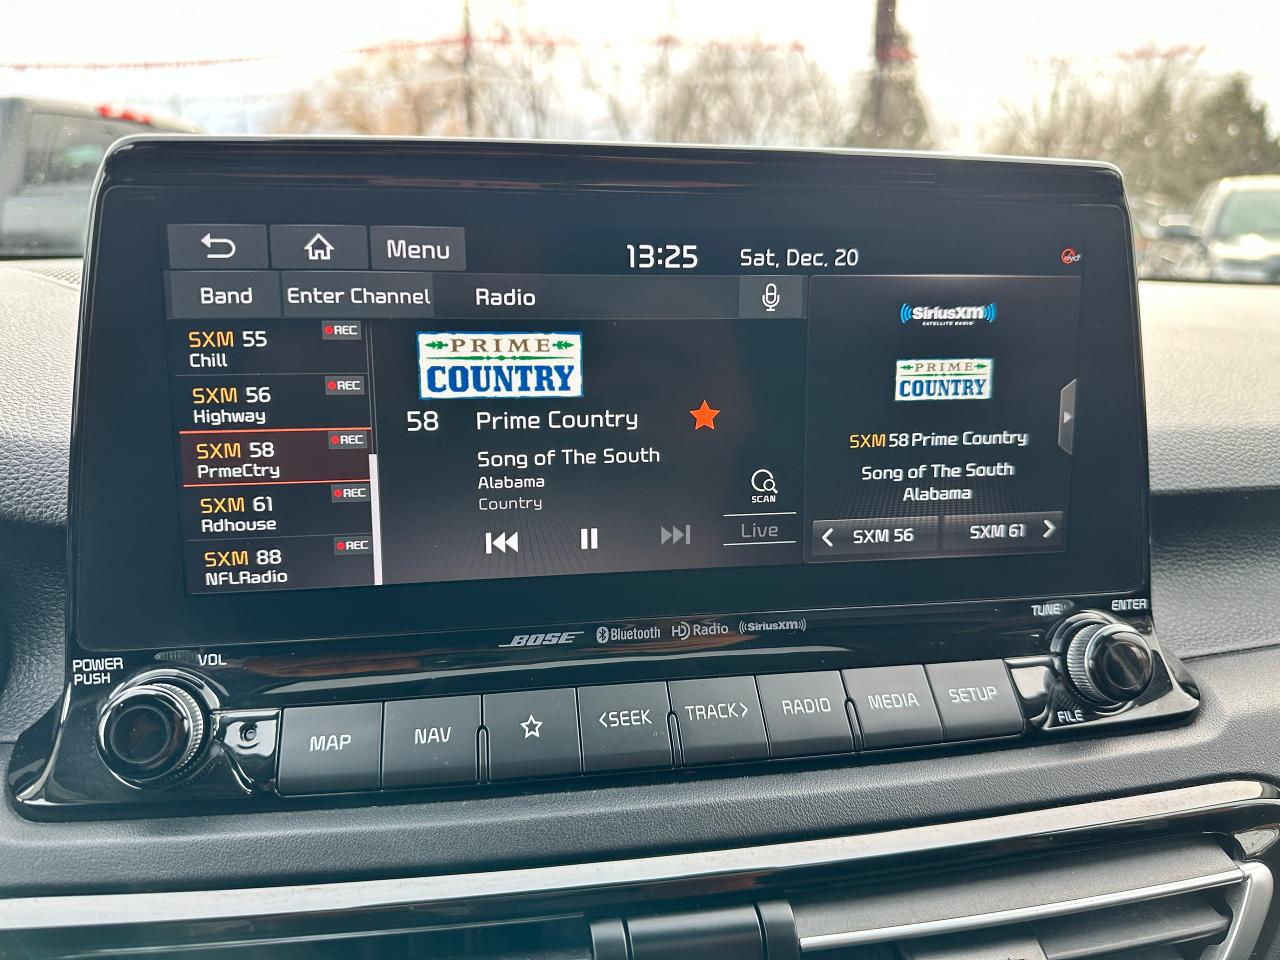 Menu
13:25
Sat, Dec, 20
Band
Enter Channel
Radio
SXM 55
REC
Chill
SXM 56
REC
Highway
SXM 58
REC
PrmeCtry
SXM 61
REC
Rdhouse
SXM 88
REC
NFLRadio
PRIME
COUNTRY
58 Prime Country
Song of The South
Alabama
Country
SCAN
Live
SiriusXM
SATELLITE RADIO
PRIME
COUNTRY
SXM 58 Prime Country
Song of The South
Alabama
SXM 56
SXM 61
BOSE Bluetooth HD Radio SiriusXM
POWER
PUSH
VOL
TUNE
ENTER
FILE
MAP
NAV
<SEEK
TRACK>
RADIO
MEDIA
SETUP